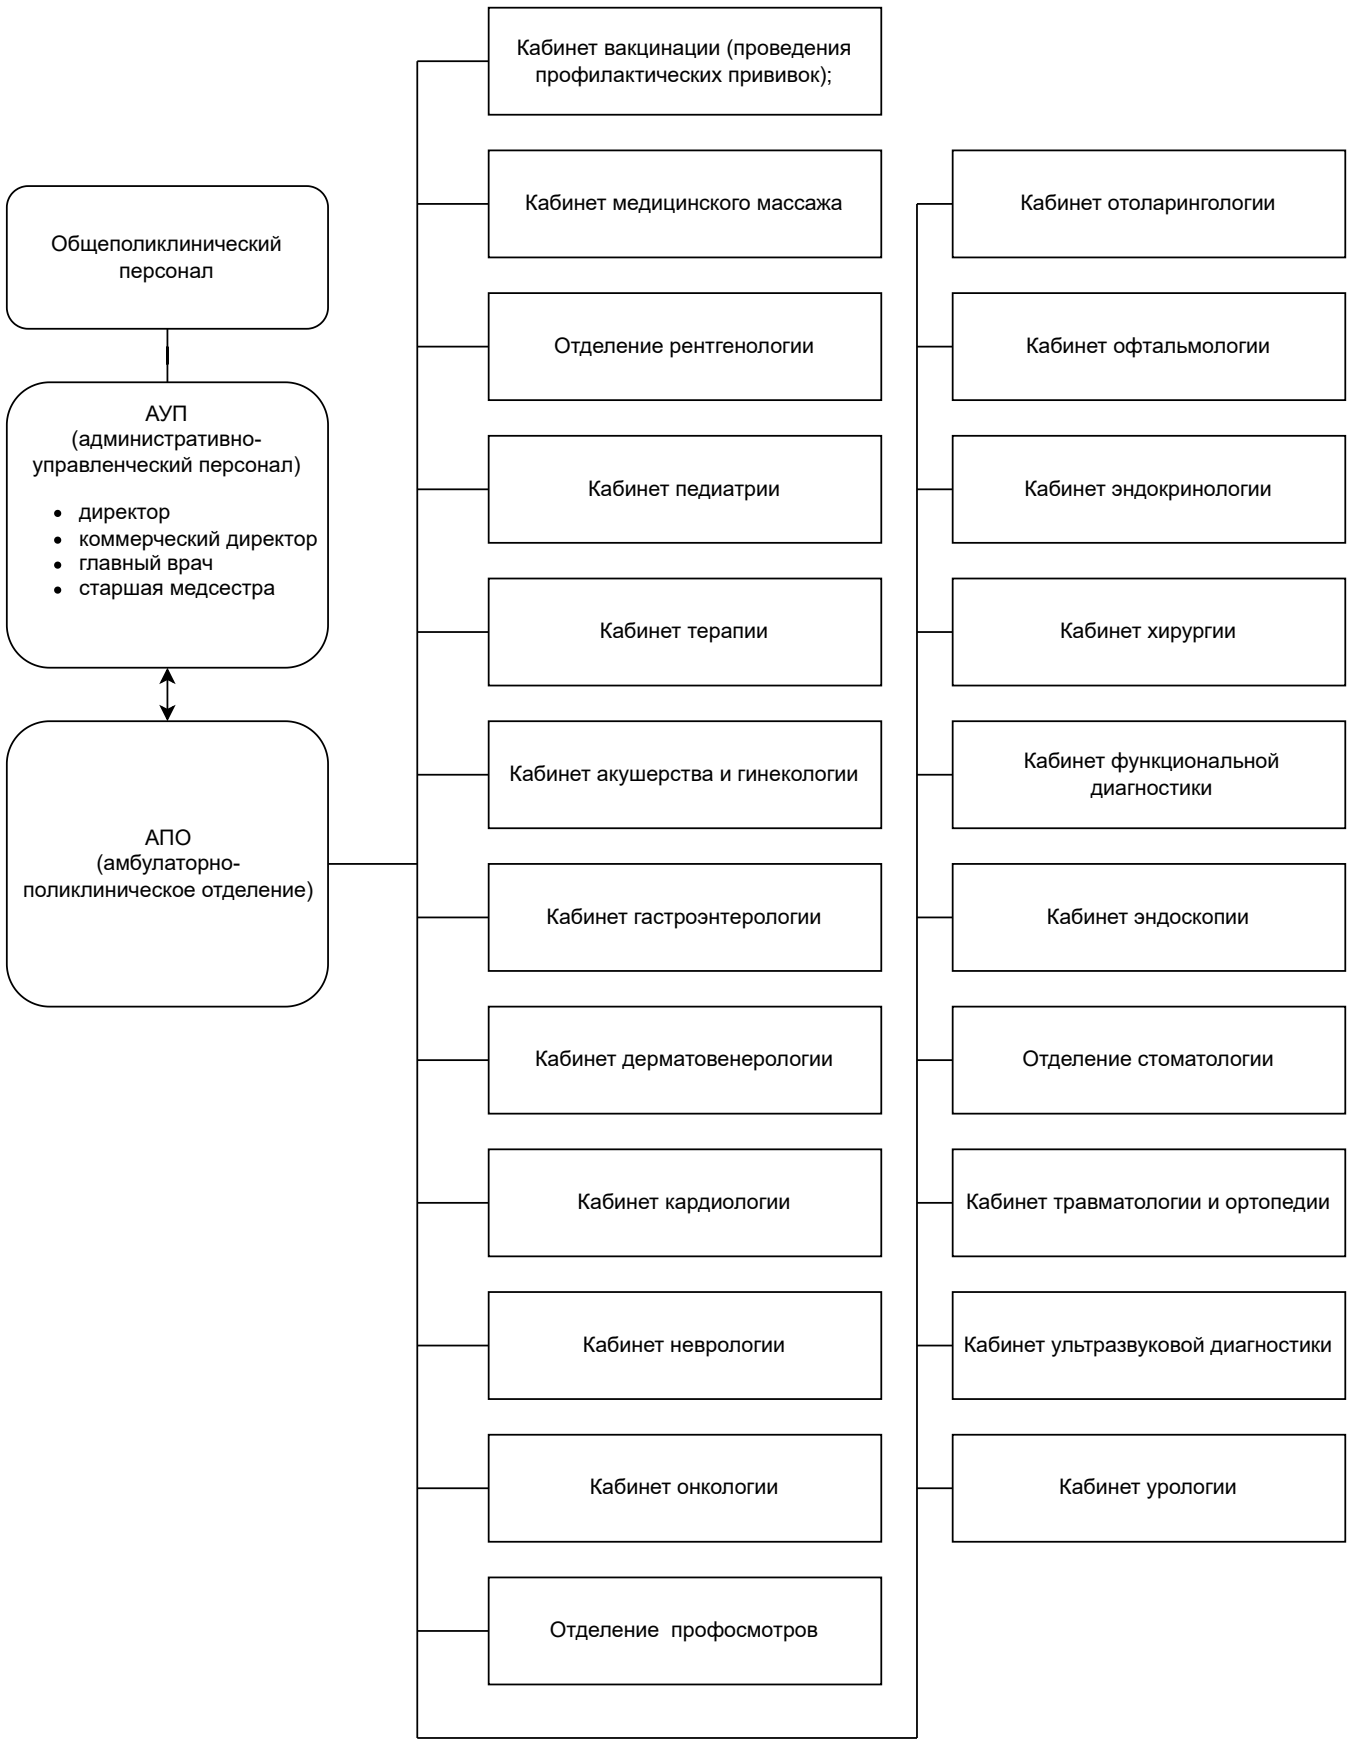 Общеполиклинический
персонал
АУП
(административно-
управленческий персонал)
• директор
• коммерческий директор
• главный врач
• старшая медсестра
АПО
(амбулаторно-
поликлиническое отделение)
Кабинет вакцинации (проведения
профилактических прививок);
Кабинет медицинского массажа
Отделение рентгенологии
Кабинет педиатрии
Кабинет терапии
Кабинет акушерства и гинекологии
Кабинет гастроэнтерологии
Кабинет дерматовенерологии
Кабинет кардиологии
Кабинет неврологии
Кабинет онкологии
Отделение профосмотров
Кабинет отоларингологии
Кабинет офтальмологии
Кабинет эндокринологии
Кабинет хирургии
Кабинет функциональной
диагностики
Кабинет эндоскопии
Отделение стоматологии
Кабинет травматологии и ортопедии
Кабинет ультразвуковой диагностики
Кабинет урологии